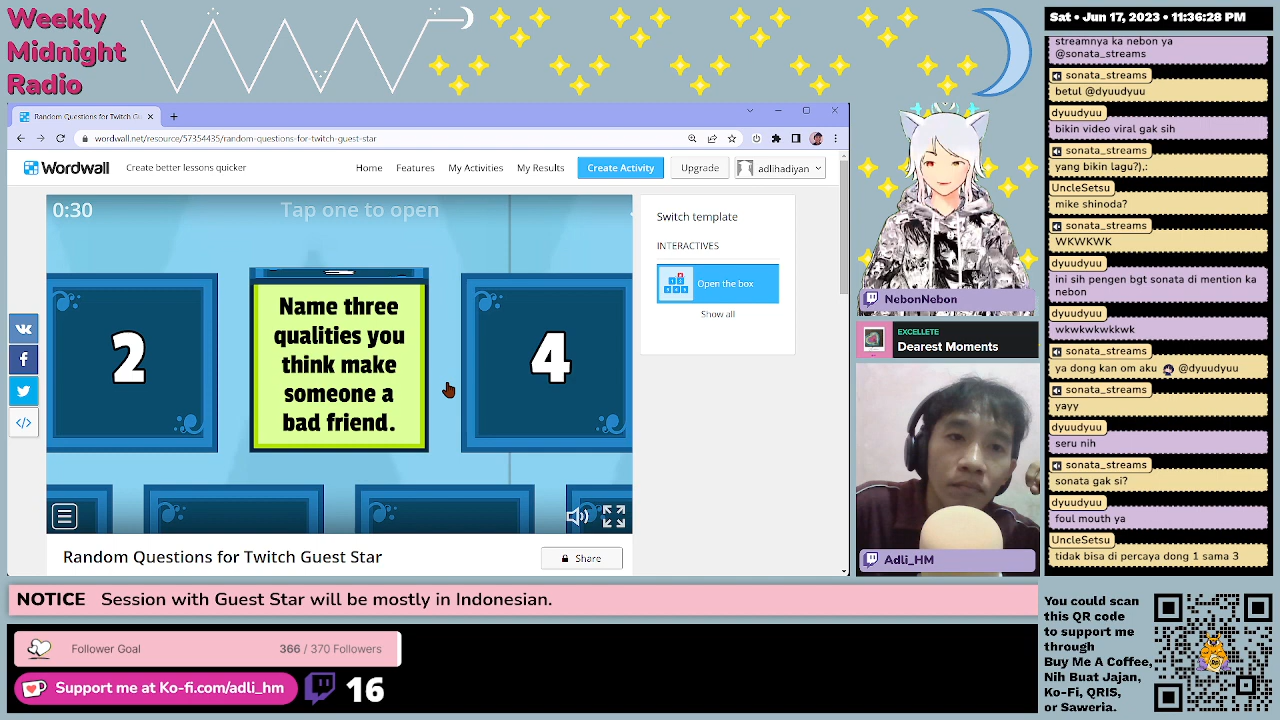 Weekly
Midnight
Radio
Random Questions for Twitch G
wordwall.net/resource/57354435/random-questions-for-twitch-guest-star
Wordwall
Create better lessons quicker
My Activities
My Results
Create Activity
Upgrade
adlihadiyan
0:30
Tap one to open
2
Name three
qualities you
think make
someone a
bad friend.
4
Switch template
INTERACTIVES
Open the box
Show all
Random Questions for Twitch Guest Star
Share
NebonNebon
EXCELLETE
Dearest Moments
Adli_HM
Sat • Jun 17, 2023 • 11:36:28 PM
streamnya ka nebon ya
@sonata_streams
sonata_streams
betul @dyuudyuu
dyuudyuu
bikin video viral gak sih
sonata_streams
yang bikin lagu?),:
UncleSetsu
mike shinoda?
sonata_streams
WKWKWK
dyuudyuu
ini sih pengen bgt sonata di mention ka
nebon
dyuudyuu
wkwkwkwkkwk
sonata_streams
ya dong kan om aku @dyuudyuu
sonata_streams
yayy
dyuudyuu
seru nih
sonata_streams
sonata gak si?
dyuudyuu
foul mouth ya
UncleSetsu
tidak bisa di percaya dong 1 sama 3
NOTICE Session with Guest Star will be mostly in Indonesian.
Follower Goal
366 / 370 Followers
Support me at Ko-fi.com/adli_hm
16
You could scan
this QR code
to support me
through
Buy Me A Coffee,
Nih Buat Jajan,
Ko-Fi, QRIS,
or Saweria.